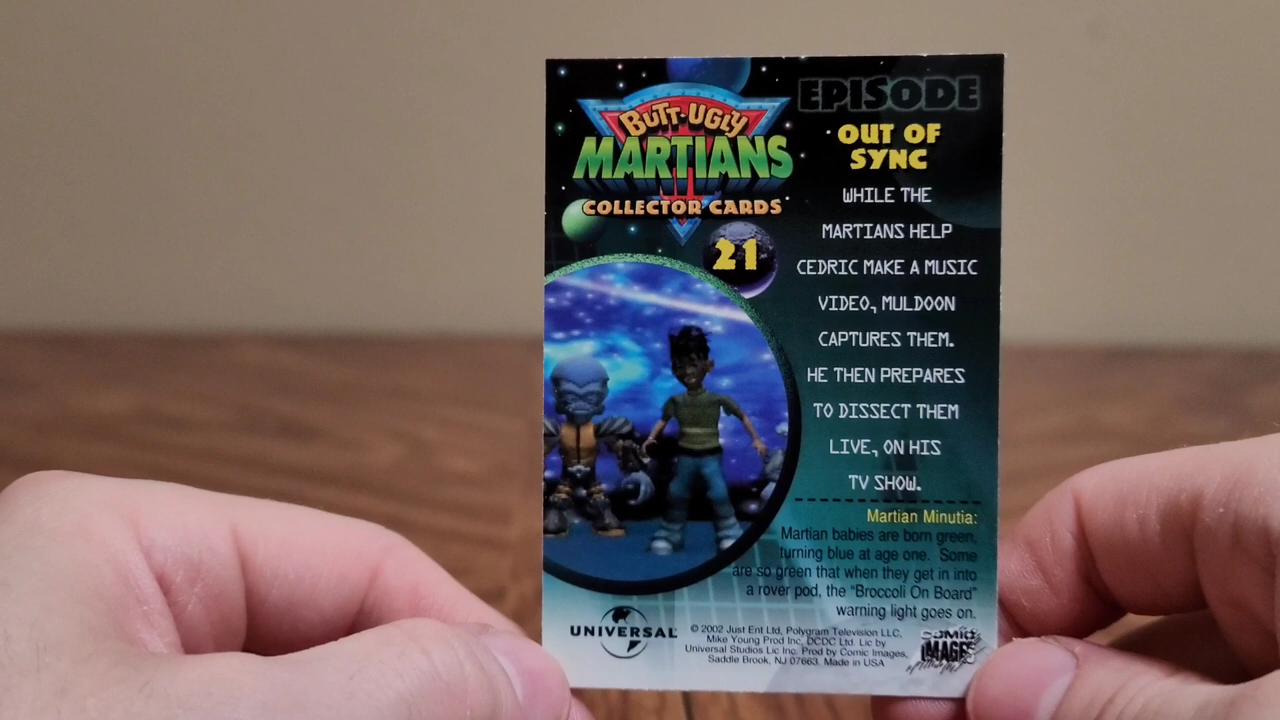 BUTT-UGLY
MARTIANS
COLLECTOR CARDS
21
EPISODE
OUT OF
SYNC
WHILE THE
MARTIANS HELP
CEDRIC MAKE A MUSIC
VIDEO, MULDOON
CAPTURES THEM.
HE THEN PREPARES
TO DISSECT THEM
LIVE, ON HIS
TV SHOW.
Martian Minutia:
Martian babies are born green,
turning blue at age one. Some
are so green that when they get in into
a rover pod, the "Broccoli On Board"
warning light goes on.
UNIVERSAL
© 2002 Just Ent Ltd, Polygram Television LLC,
Mike Young Prod Inc, DCDC Ltd. Lic by
Universal Studios Lic Inc. Prod by Comic Images,
Saddle Brook, NJ 07663. Made in USA
COMIC
IMAGES